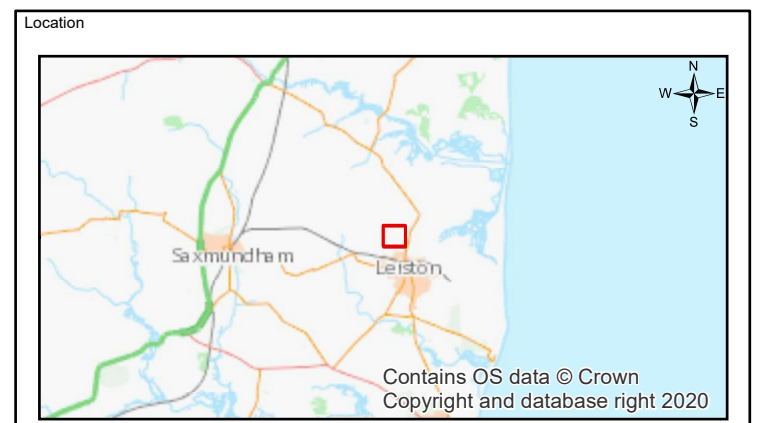 Location
N
W E
S
Saxmundham
Leiston
Contains OS data © Crown
Copyright and database right 2020